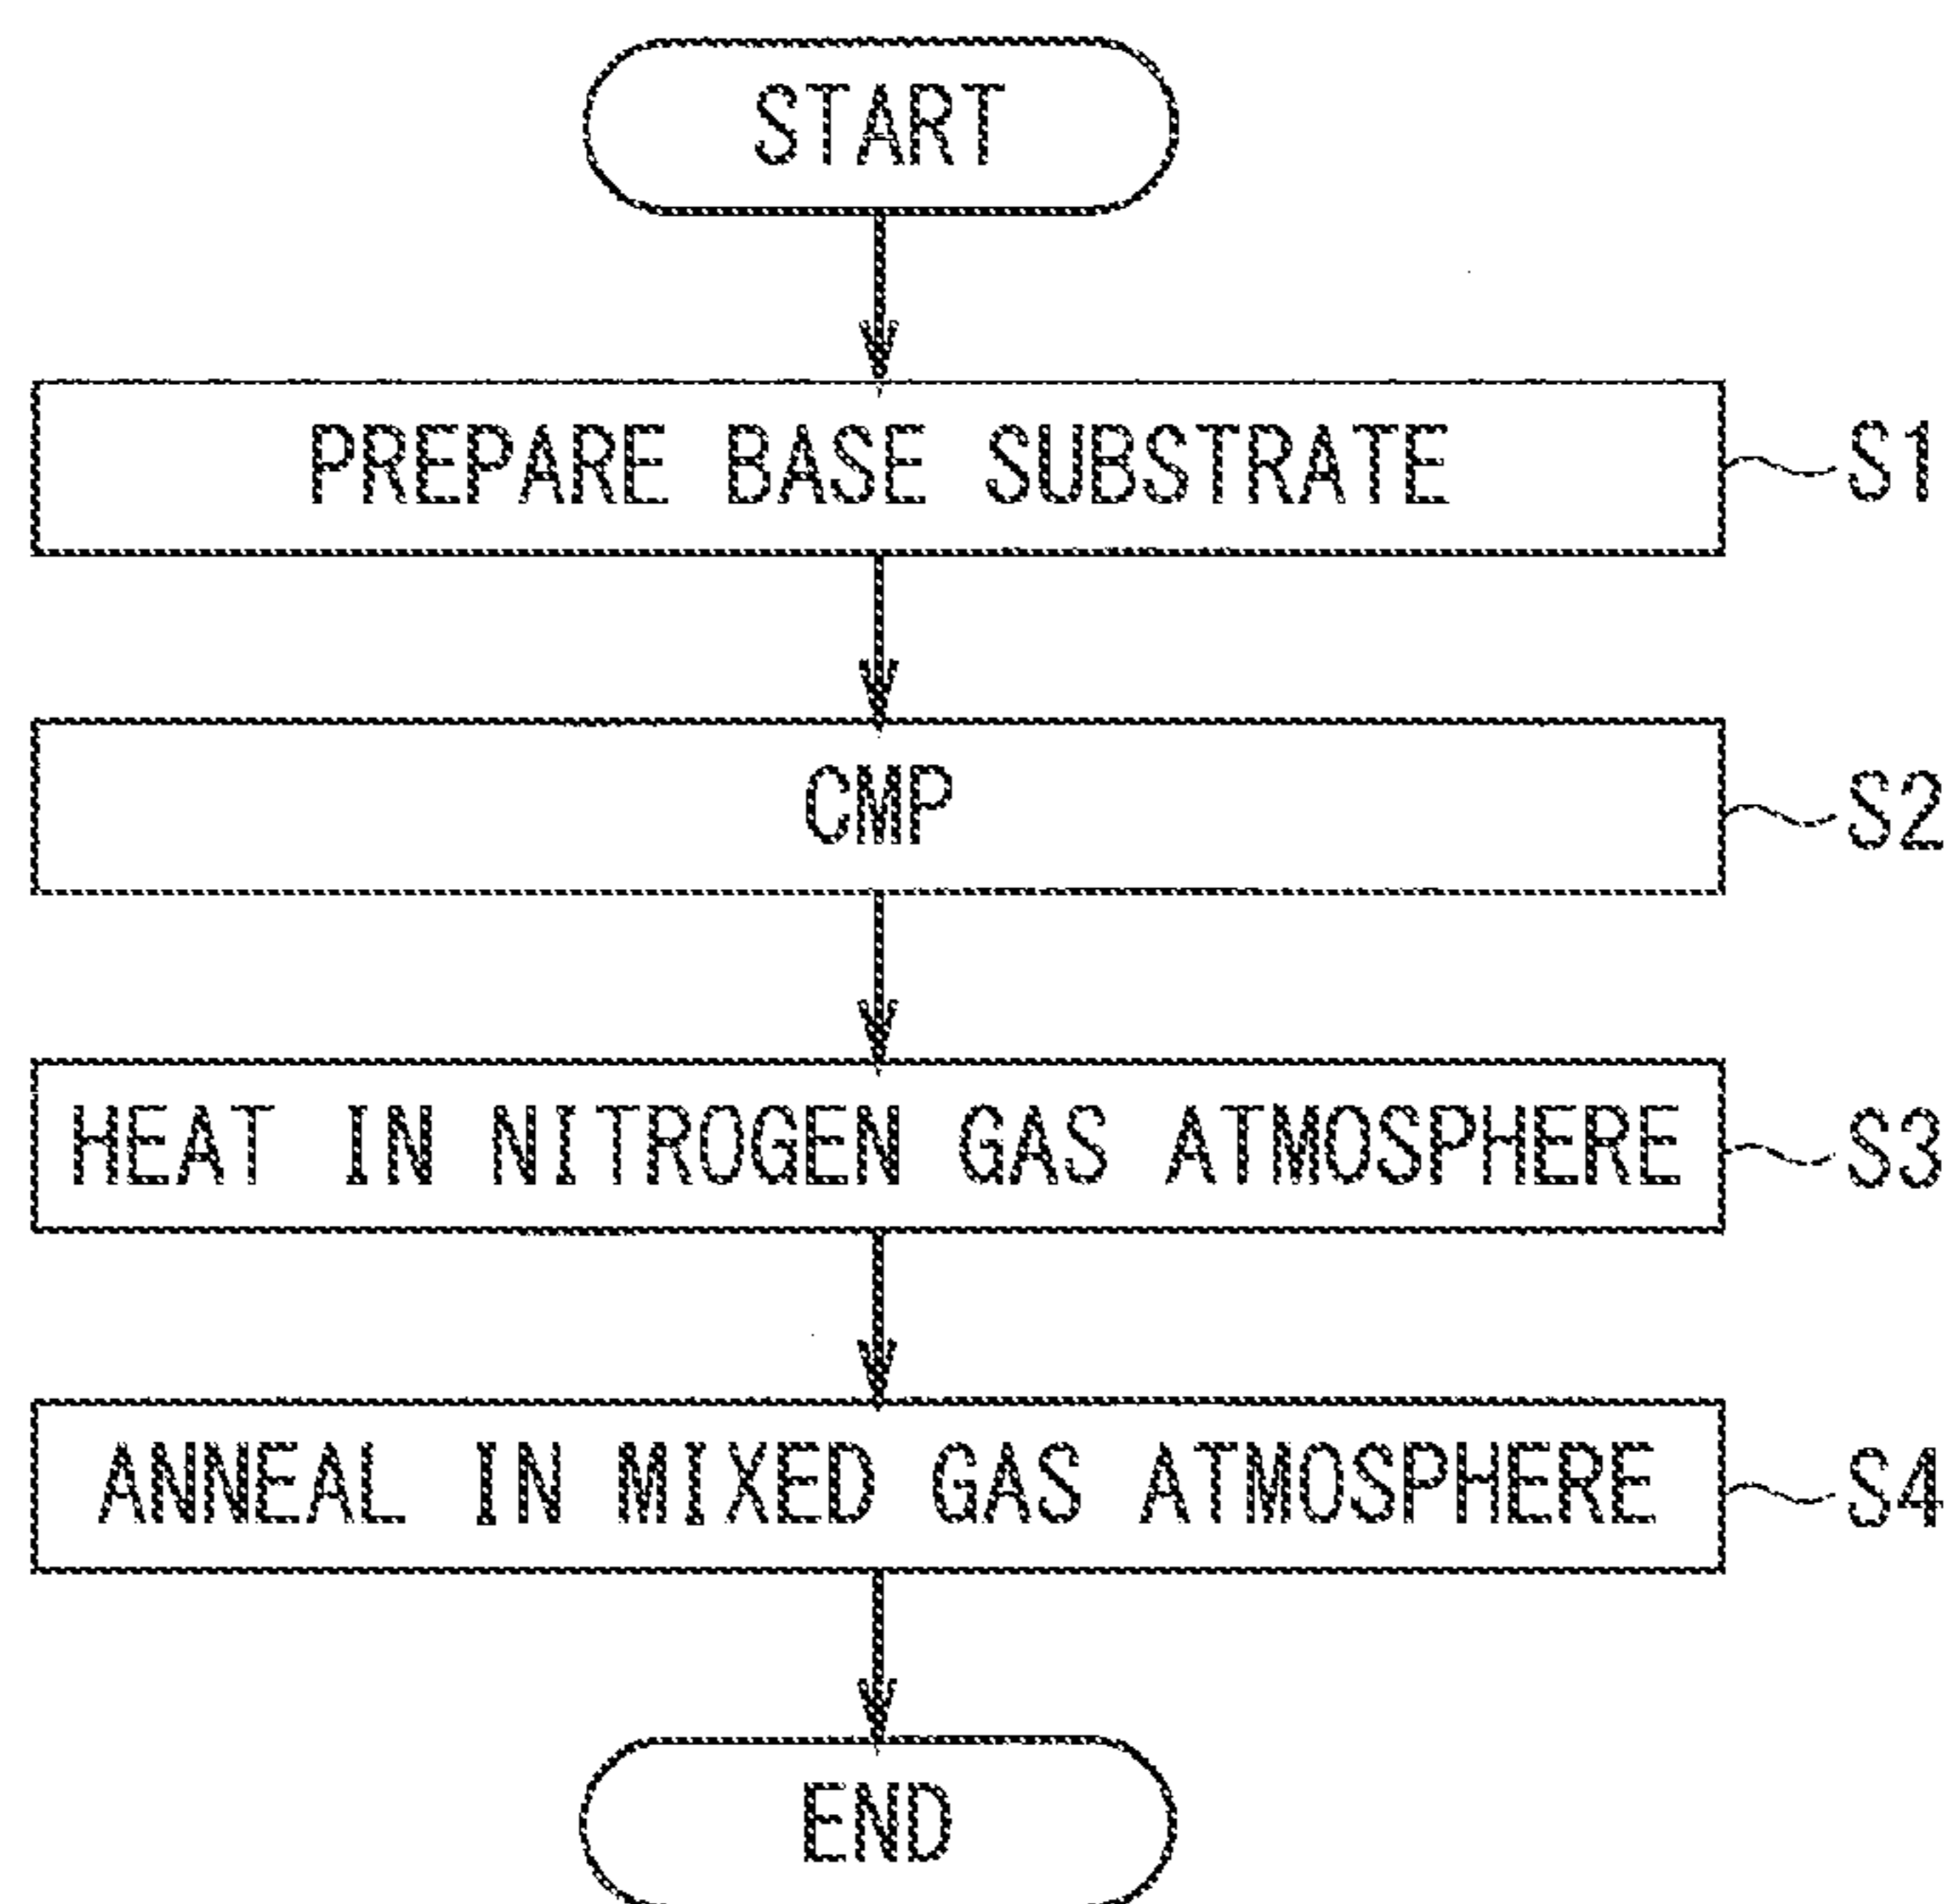 START
PREPARE BASE SUBSTRATE S1
CMP S2
HEAT IN NITROGEN GAS ATMOSPHERE S3
ANNEAL IN MIXED GAS ATMOSPHERE S4
END